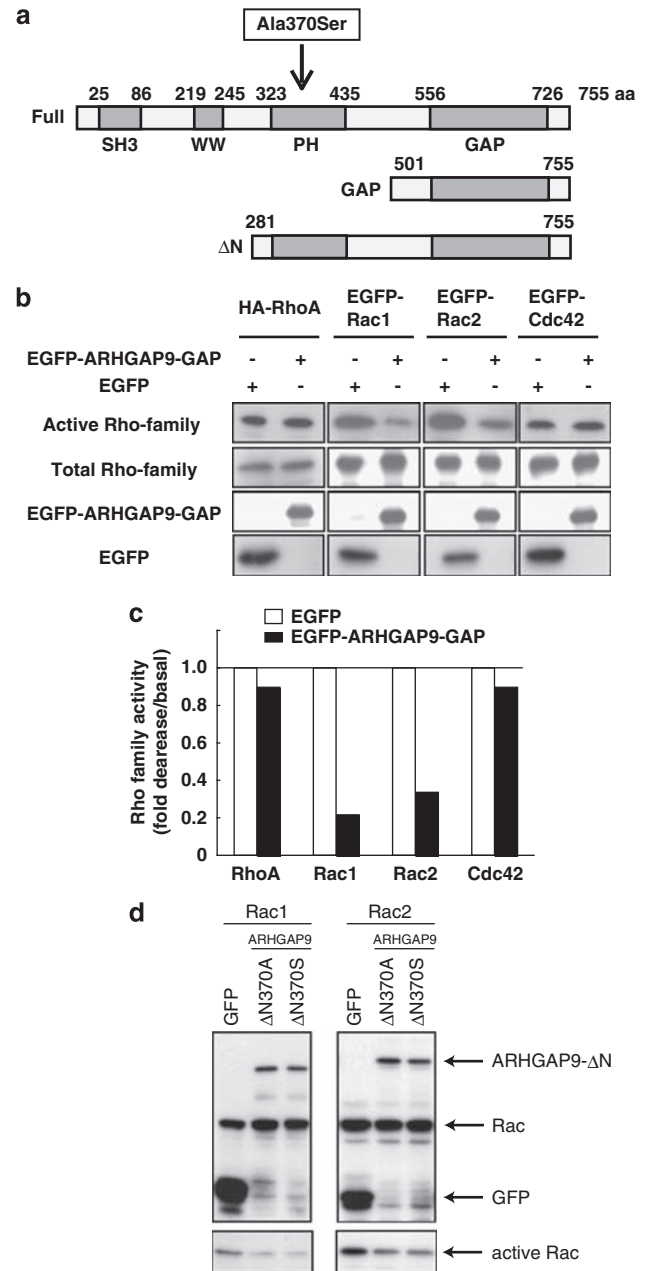 a
Ala370Ser
25 86 219 245 323 435 556 726 755 aa
Full
SH3 WW PH GAP
501 755
GAP
281 755
ΔN
b
HA-RhoA EGFP-Rac1 EGFP-Rac2 EGFP-Cdc42
EGFP-ARHGAP9-GAP - + - + - + - +
EGFP + - + - + - + -
Active Rho-family
Total Rho-family
EGFP-ARHGAP9-GAP
EGFP
c
EGFP
EGFP-ARHGAP9-GAP
Rho family activity
(fold dearease/basal)
1.0
0.8
0.6
0.4
0.2
0
RhoA Rac1 Rac2 Cdc42
d
Rac1 Rac2
ARHGAP9 ARHGAP9
GFP ΔN370A ΔN370S GFP ΔN370A ΔN370S
ARHGAP9-ΔN
Rac
GFP
active Rac